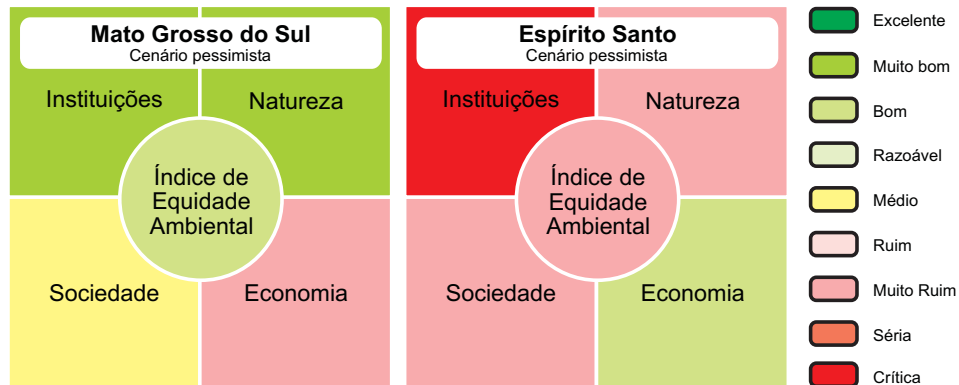 Mato Grosso do Sul
Cenário pessimista
Instituições
Natureza
Índice de
Equidade
Ambiental
Sociedade
Economia
Espírito Santo
Cenário pessimista
Instituições
Natureza
Índice de
Equidade
Ambiental
Sociedade
Economia
Excelente
Muito bom
Bom
Razoável
Médio
Ruim
Muito Ruim
Séria
Crítica